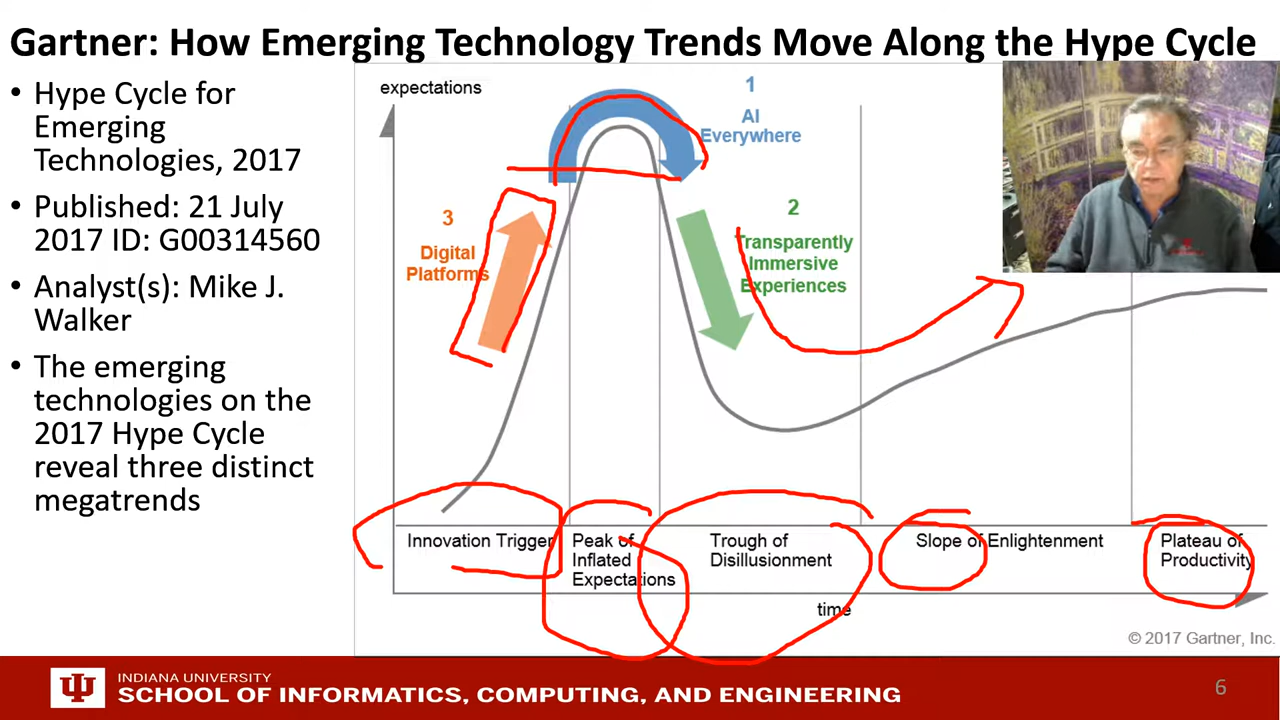 Gartner: How Emerging Technology Trends Move Along the Hype Cycle
• Hype Cycle for
Emerging
Technologies, 2017
• Published: 21 July
2017 ID: G00314560
• Analyst(s): Mike J.
Walker
• The emerging
technologies on the
2017 Hype Cycle
reveal three distinct
megatrends
expectations
1
AI
Everywhere
2
Transparently
Immersive
Experiences
3
Digital
Platforms
Innovation Trigger
Peak of
Inflated
Expectations
Trough of
Disillusionment
Slope of Enlightenment
Plateau of
Productivity
time
© 2017 Gartner, Inc.
INDIANA UNIVERSITY
SCHOOL OF INFORMATICS, COMPUTING, AND ENGINEERING
6